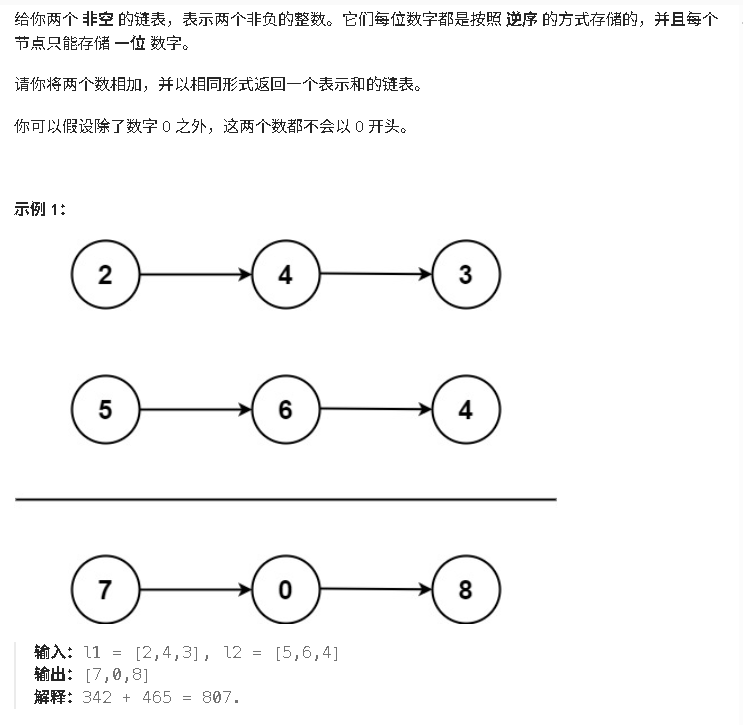 给你两个 非空 的链表，表示两个非负的整数。它们每位数字都是按照 逆序 的方式存储的，并且每个
节点只能存储 一位 数字。
请你将两个数相加，并以相同形式返回一个表示和的链表。
你可以假设除了数字 0 之外，这两个数都不会以 0 开头。
示例 1：
2 4 3
5 6 4
7 0 8
输入：l1 = [2,4,3], l2 = [5,6,4]
输出：[7,0,8]
解释：342 + 465 = 807.